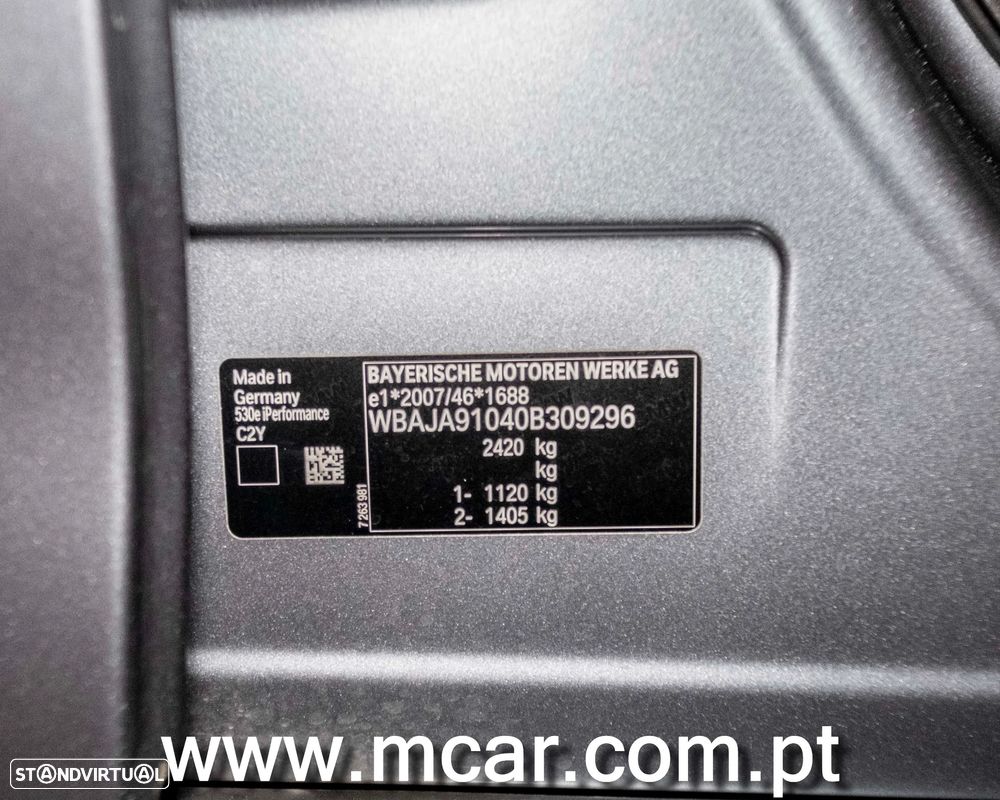 Made in
Germany
530e iPerformance
C2Y
7 263 981
BAYERISCHE MOTOREN WERKE AG
e1*2007/46*1688
WBAJA91040B309296
2420 kg
kg
1- 1120 kg
2- 1405 kg
www.mcar.com.pt
STANDVIRTUAL